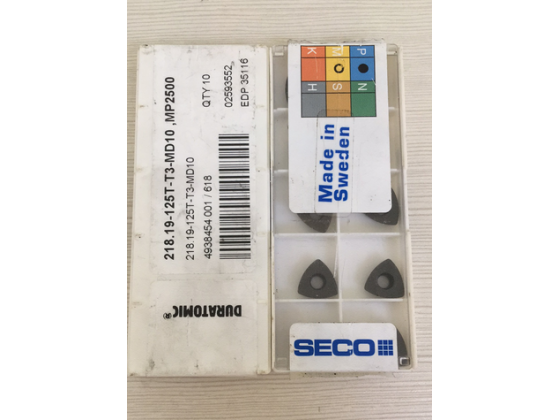 218.19-125T-T3-MD10 ,MP2500
218.19-125T-T3-MD10
4938454 001 / 618
QTY 10
02593552
EDP 35116
DURATOMIC®
P
M
K
N
S
H
Made in
Sweden
SECO